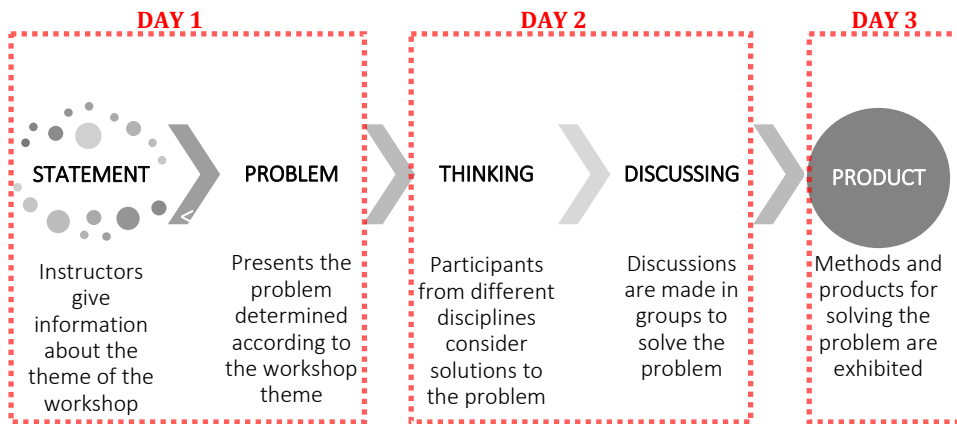 DAY 1
DAY 2
DAY 3
STATEMENT
PROBLEM
THINKING
DISCUSSING
PRODUCT
Instructors
give
information
about the
theme of the
workshop
Presents the
problem
determined
according to
the workshop
theme
Participants
from different
disciplines
consider
solutions to
the problem
Discussions
are made in
groups to
solve the
problem
Methods and
products for
solving the
problem are
exhibited